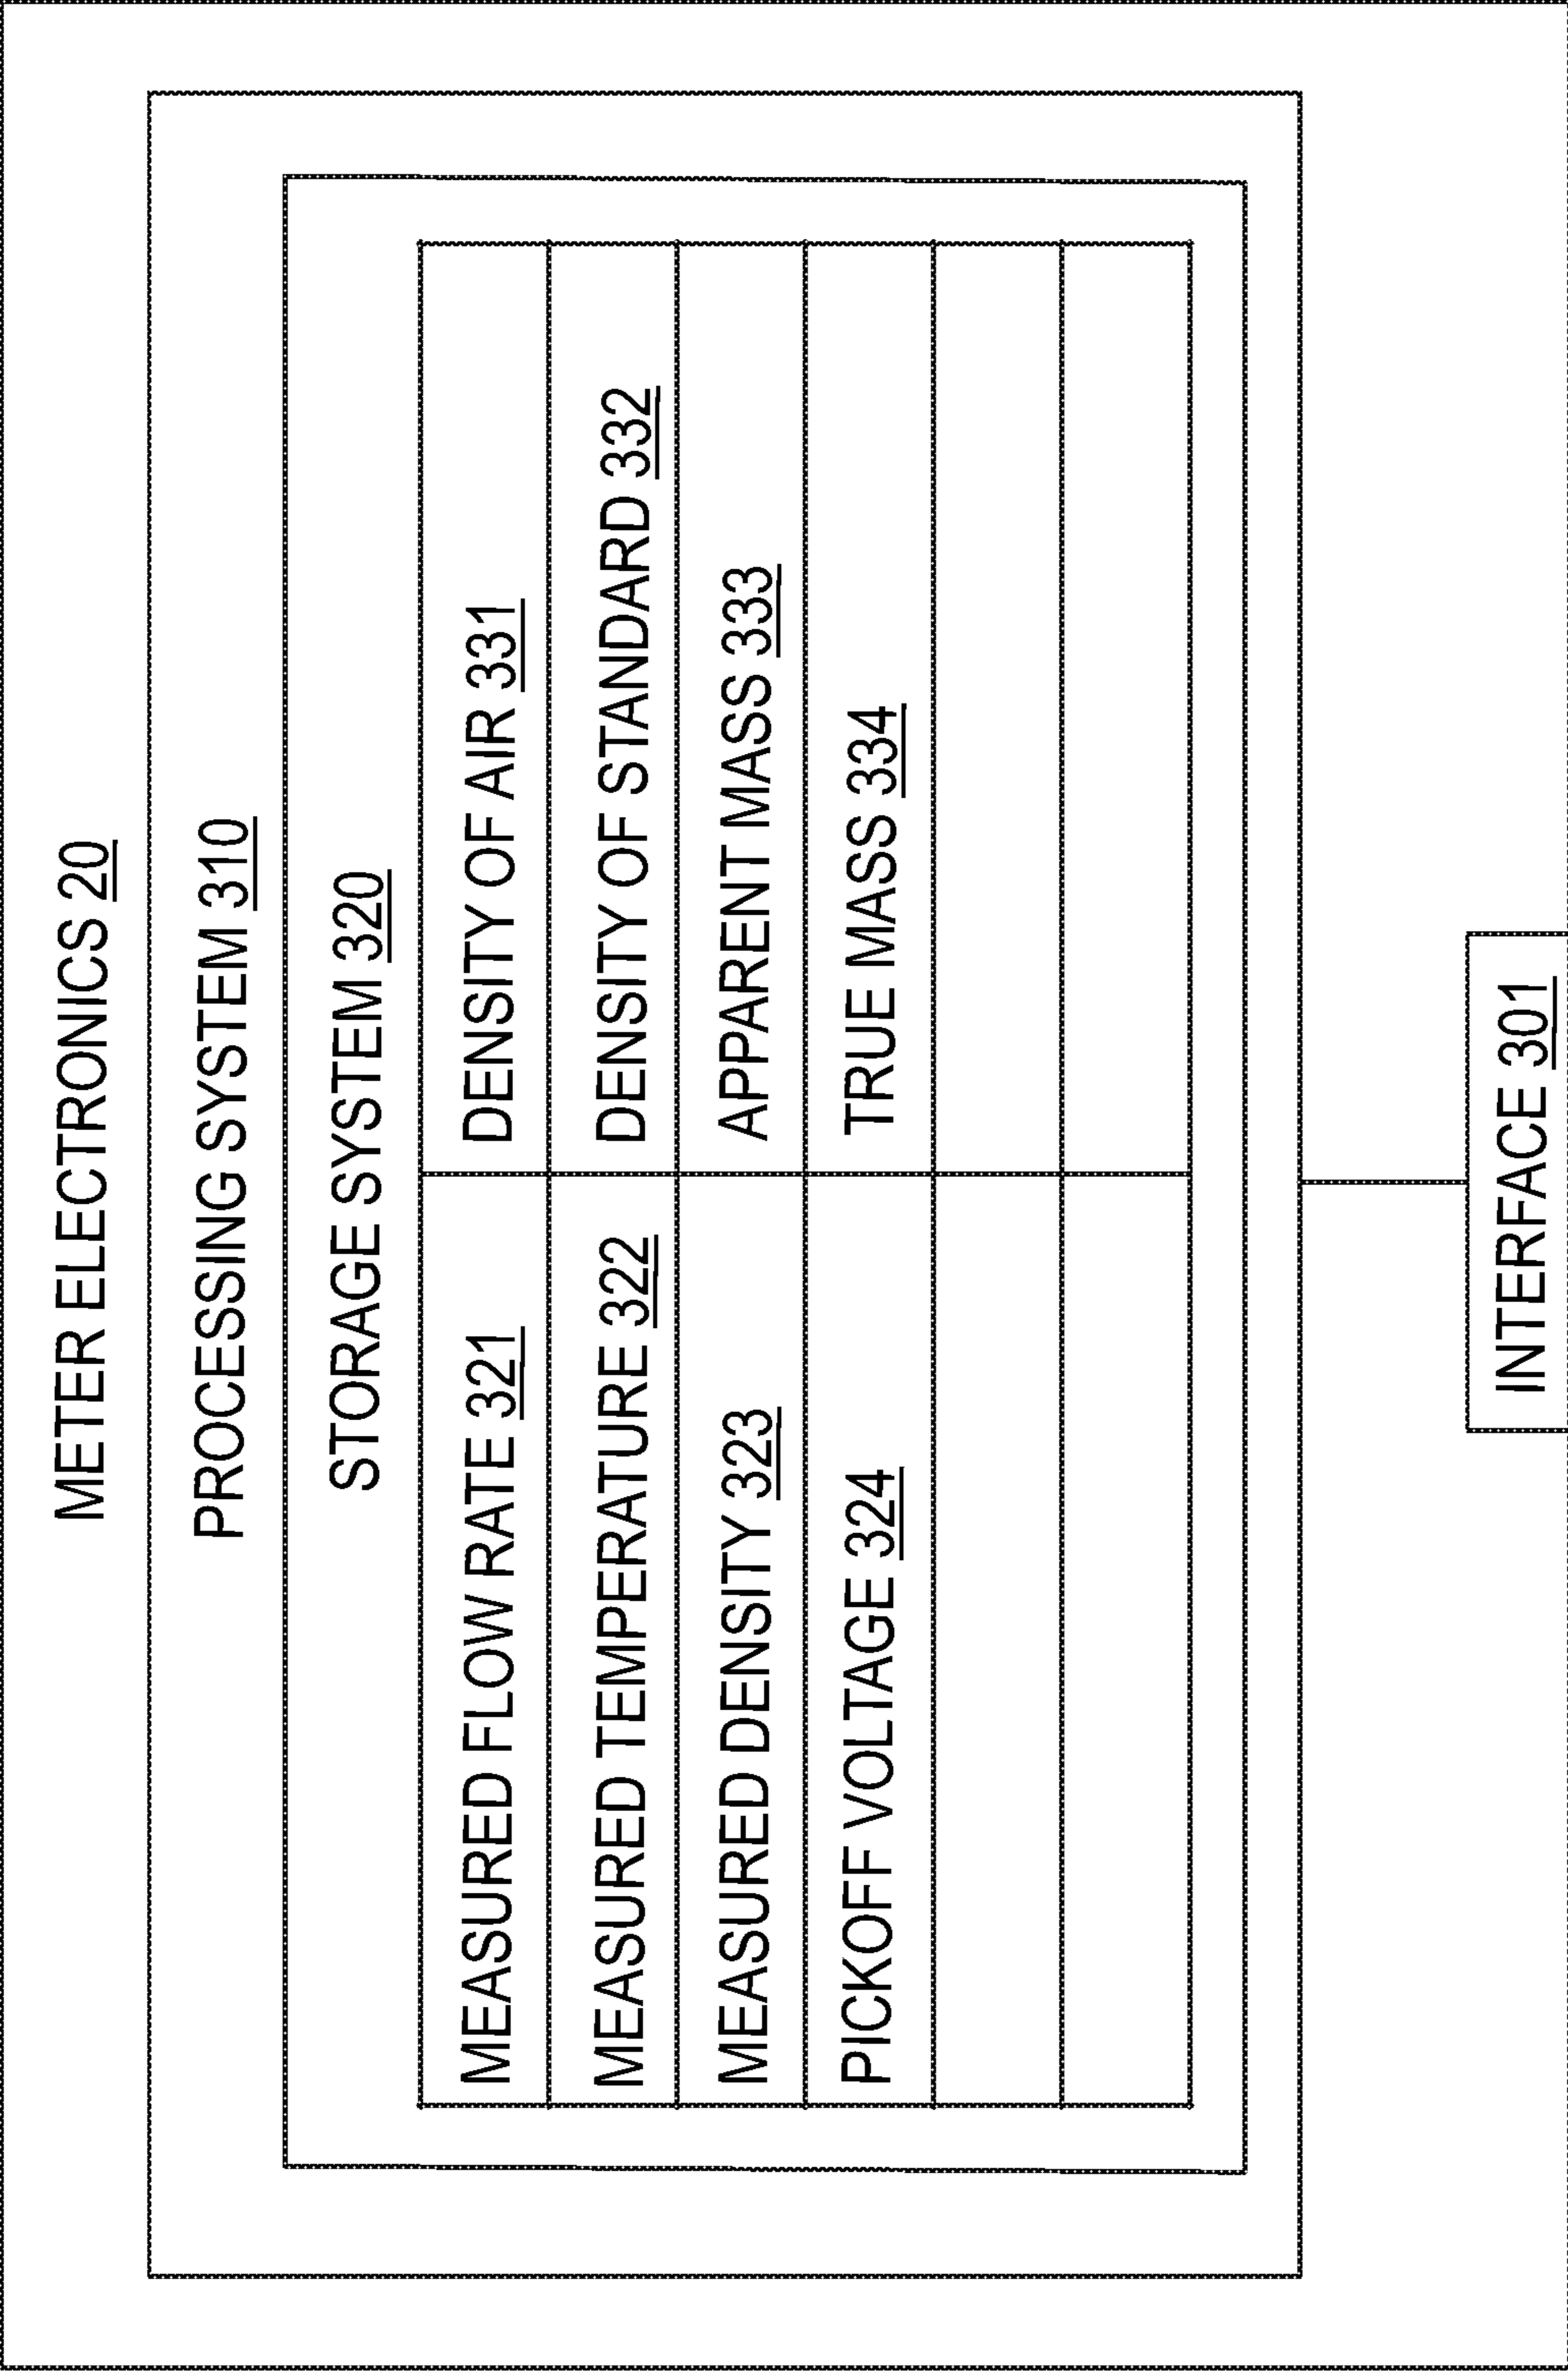 METER ELECTRONICS 20
PROCESSING SYSTEM 310
STORAGE SYSTEM 320
MEASURED FLOW RATE 321
DENSITY OF AIR 331
MEASURED TEMPERATURE 322
DENSITY OF STANDARD 332
MEASURED DENSITY 323
APPARENT MASS 333
PICKOFF VOLTAGE 324
TRUE MASS 334
INTERFACE 301